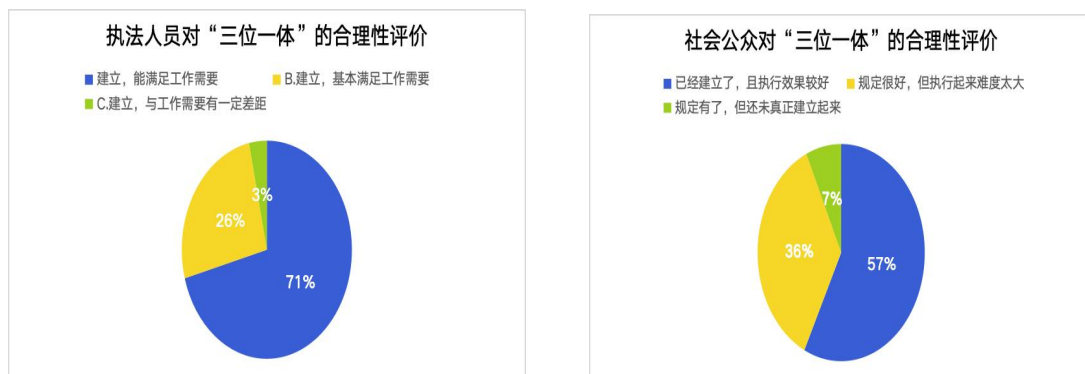 执法人员对“三位一体”的合理性评价
建立，能满足工作需要
B.建立，基本满足工作需要
C.建立，与工作需要有一定差距
3%
26%
71%
社会公众对“三位一体”的合理性评价
已经建立了，且执行效果较好
规定很好，但执行起来难度太大
规定有了，但还未真正建立起来
7%
36%
57%